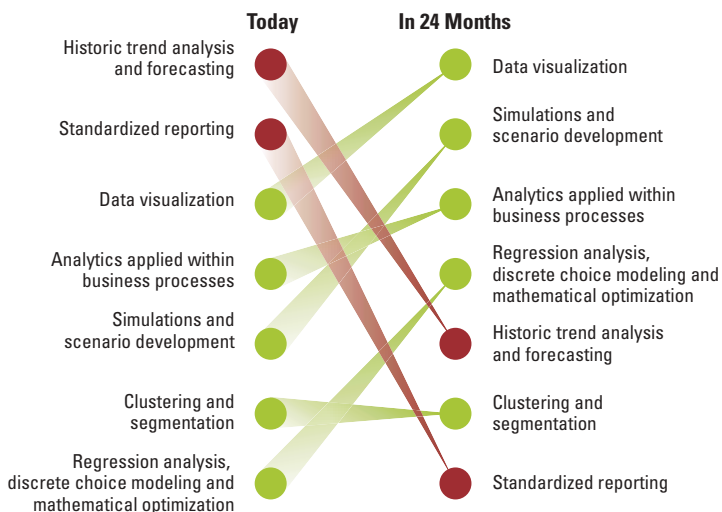 Today
Historic trend analysis
and forecasting
Standardized reporting
Data visualization
Analytics applied within
business processes
Simulations and
scenario development
Clustering and
segmentation
Regression analysis,
discrete choice modeling and
mathematical optimization
In 24 Months
Data visualization
Simulations and
scenario development
Analytics applied within
business processes
Regression analysis,
discrete choice modeling and
mathematical optimization
Historic trend analysis
and forecasting
Clustering and
segmentation
Standardized reporting